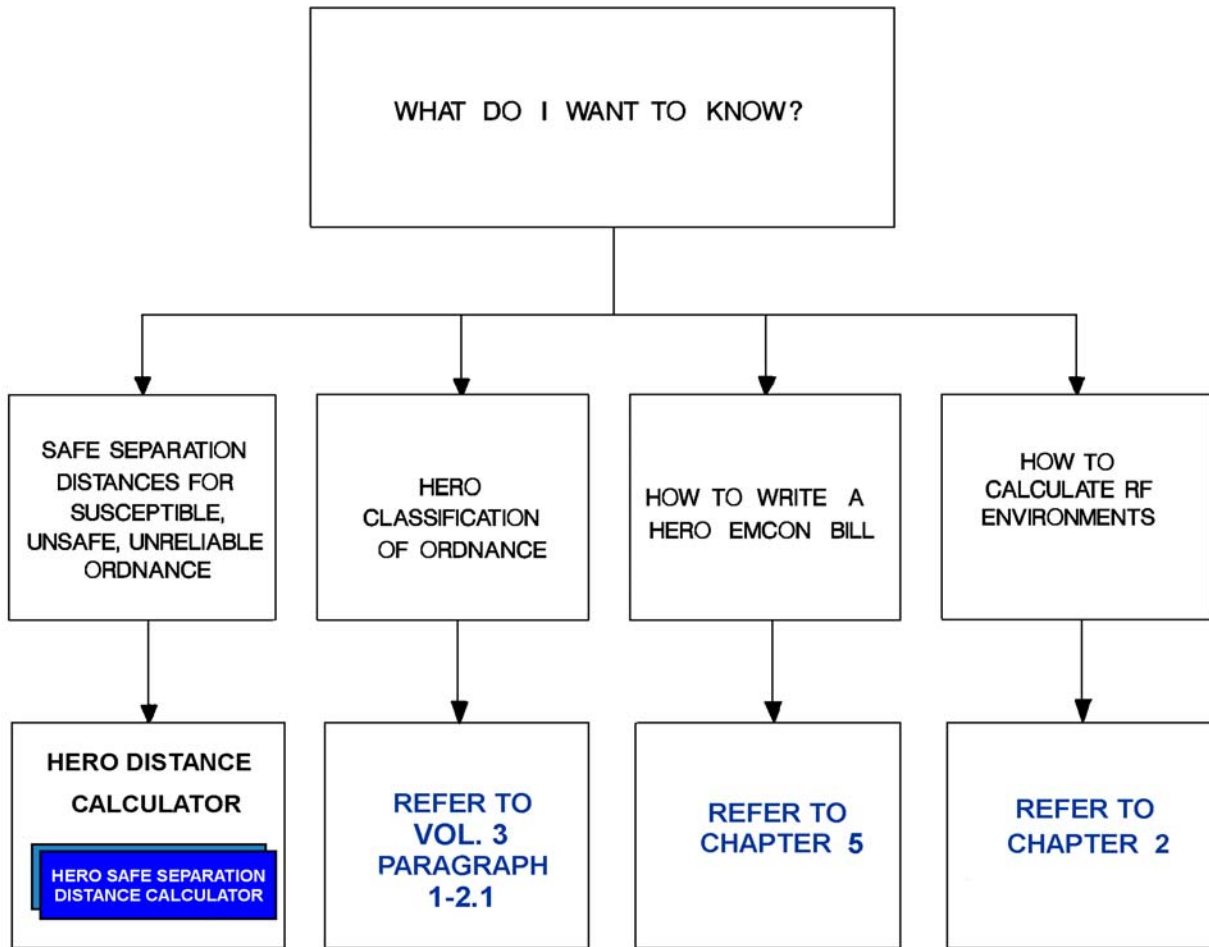 WHAT DO I WANT TO KNOW?
SAFE SEPARATION
DISTANCES FOR
SUSCEPTIBLE,
UNSAFE, UNRELIABLE
ORDNANCE
HERO
CLASSIFICATION
OF ORDNANCE
HOW TO WRITE A
HERO EMCON BILL
HOW TO
CALCULATE RF
ENVIRONMENTS
HERO DISTANCE
CALCULATOR
HERO SAFE SEPARATION
DISTANCE CALCULATOR
REFER TO
VOL. 3
PARAGRAPH
1-2.1
REFER TO
CHAPTER 5
REFER TO
CHAPTER 2